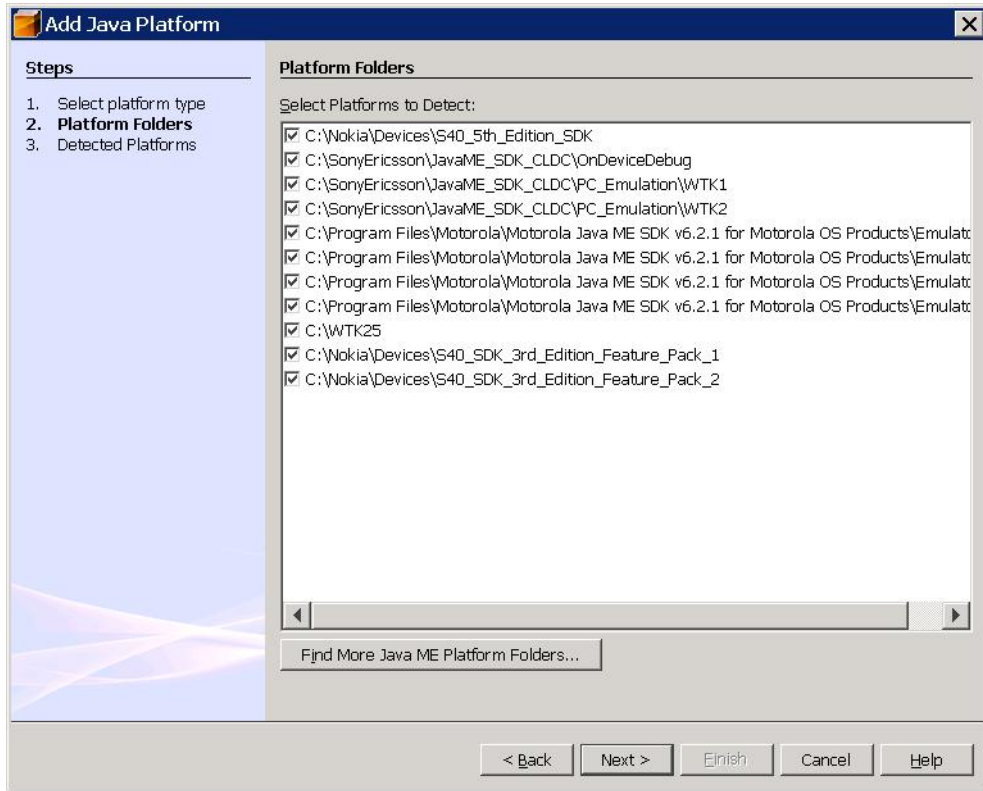 Add Java Platform
Steps
1. Select platform type
2. Platform Folders
3. Detected Platforms
Platform Folders
Select Platforms to Detect:
C:\Nokia\Devices\S40_5th_Edition_SDK
C:\SonyEricsson\JavaME_SDK_CLDC\OnDeviceDebug
C:\SonyEricsson\JavaME_SDK_CLDC\PC_Emulation\WTK1
C:\SonyEricsson\JavaME_SDK_CLDC\PC_Emulation\WTK2
C:\Program Files\Motorola\Motorola Java ME SDK v6.2.1 for Motorola OS Products\Emulato
C:\Program Files\Motorola\Motorola Java ME SDK v6.2.1 for Motorola OS Products\Emulato
C:\Program Files\Motorola\Motorola Java ME SDK v6.2.1 for Motorola OS Products\Emulato
C:\Program Files\Motorola\Motorola Java ME SDK v6.2.1 for Motorola OS Products\Emulato
C:\WTK25
C:\Nokia\Devices\S40_SDK_3rd_Edition_Feature_Pack_1
C:\Nokia\Devices\S40_SDK_3rd_Edition_Feature_Pack_2
Find More Java ME Platform Folders...
< Back Next > Finish Cancel Help